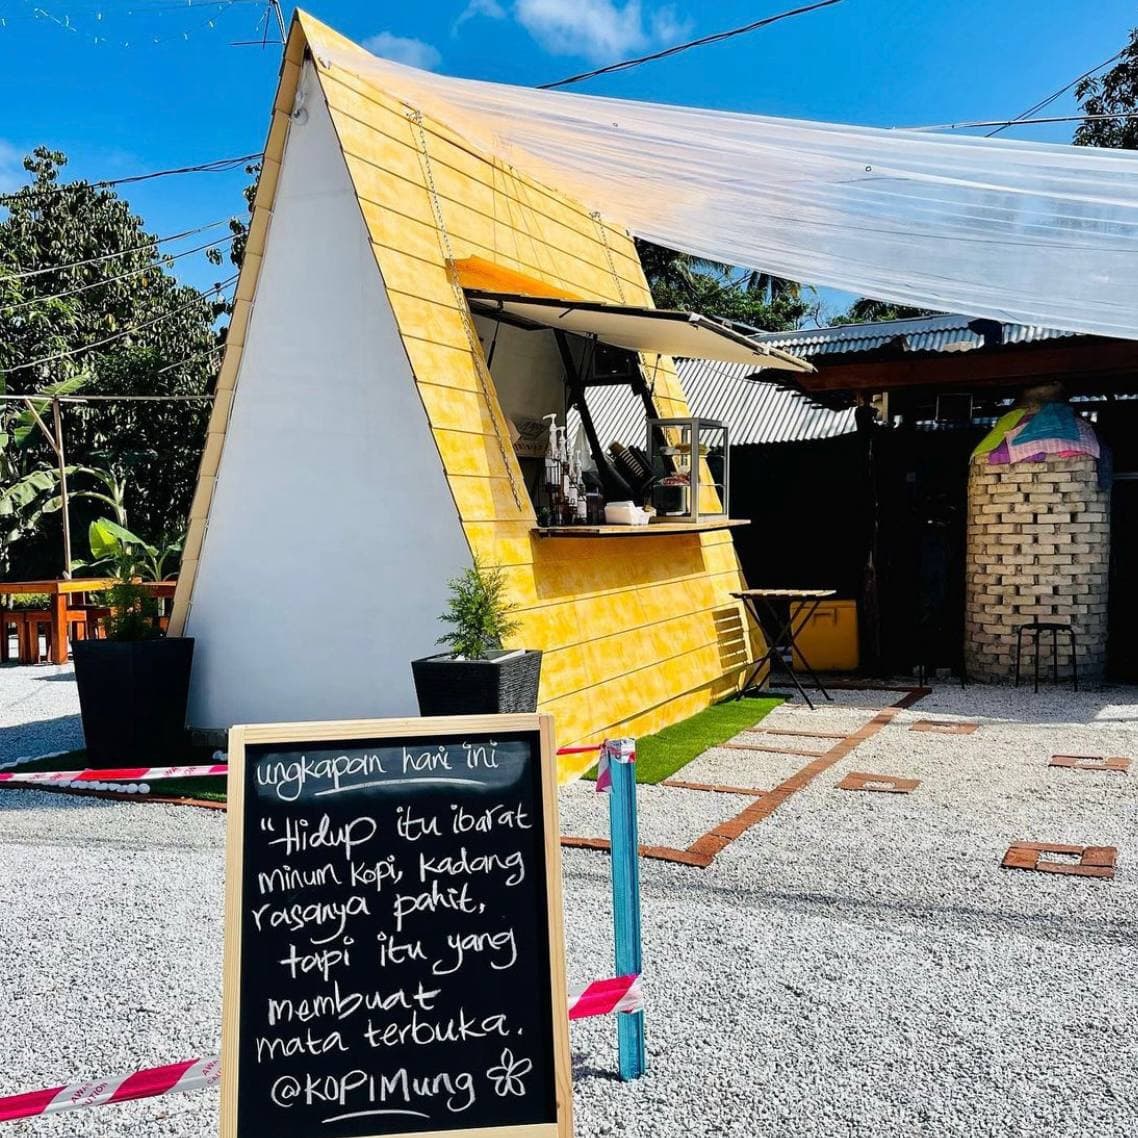 ungkapan hari ini
"Hidup itu ibarat
minum kopi, kadang
rasanya pahit,
tapi itu yang
membuat
mata terbuka.
@KOPIMung